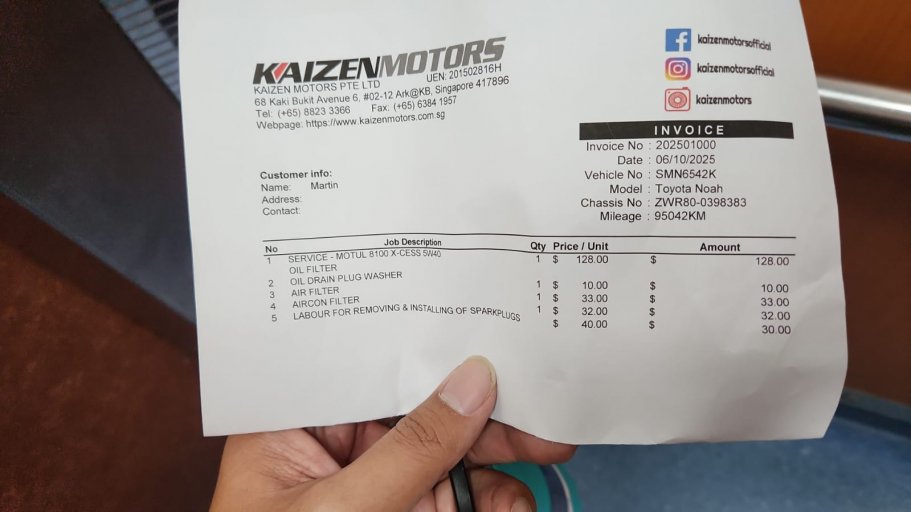 KAIZENMOTORS
KAIZEN MOTORS PTE LTD UEN: 201502816H
68 Kaki Bukit Avenue 6, #02-12 Ark@KB, Singapore 417896
Tel: (+65) 8823 3366 Fax: (+65) 6384 1957
Webpage: https://www.kaizenmotors.com.sg
kaizenmotorsofficial
kaizenmotorsofficial
kaizenmotors
INVOICE
Invoice No : 202501000
Date : 06/10/2025
Vehicle No : SMN6542K
Model : Toyota Noah
Chassis No : ZWR80-0398383
Mileage : 95042KM
Customer info:
Name: Martin
Address:
Contact:
No Job Description Qty Price / Unit Amount
1 SERVICE - MOTUL 8100 X-CESS 5W40 1 $ 128.00 $ 128.00
OIL FILTER
2 OIL DRAIN PLUG WASHER 1 $ 10.00 $ 10.00
3 AIR FILTER 1 $ 33.00 $ 33.00
4 AIRCON FILTER 1 $ 32.00 $ 32.00
5 LABOUR FOR REMOVING & INSTALLING OF SPARKPLUGS $ 40.00 $ 30.00